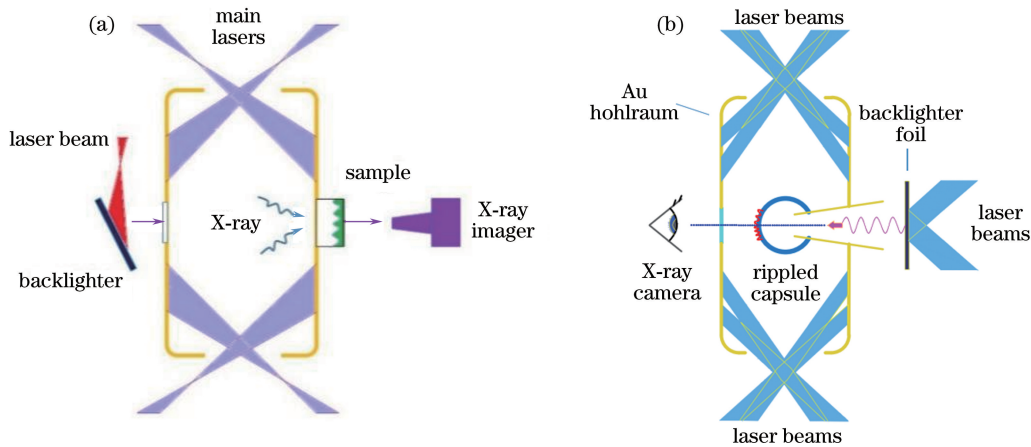 (a)
main
lasers
laser beam
backlighter
X-ray
sample
X-ray
imager
(b)
laser beams
Au
hohlraum
backlighter
foil
X-ray
camera
rippled
capsule
laser
beams
laser beams